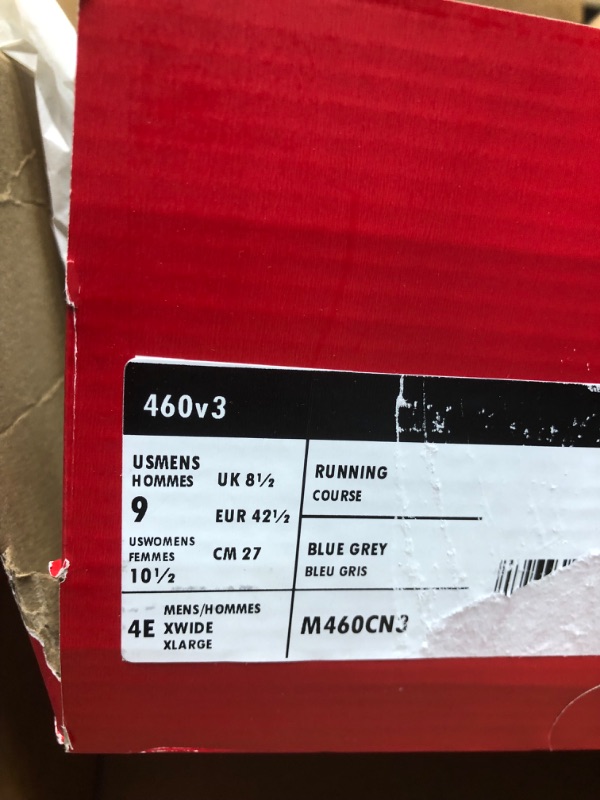 460v3
USMENS
HOMMES
9
UK 8½
EUR 42½
USWOMENS
FEMMES
10½
CM 27
RUNNING
COURSE
BLUE GREY
BLEU GRIS
4E
MENS/HOMMES
XWIDE
XLARGE
M460CN3